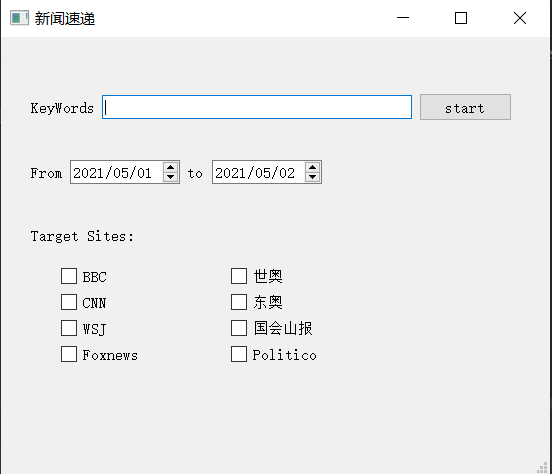 新闻速递
KeyWords start
From 2021/05/01 to 2021/05/02
Target Sites:
BBC 世奥
CNN 东奥
WSJ 国会山报
Foxnews Politico